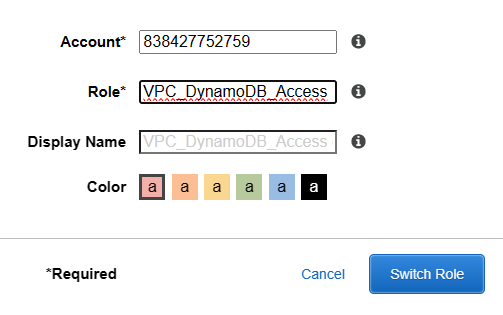 Account* 838427752759
Role* VPC_DynamoDB_Access
Display Name VPC_DynamoDB_Access
Color a a a a a a
*Required Cancel Switch Role